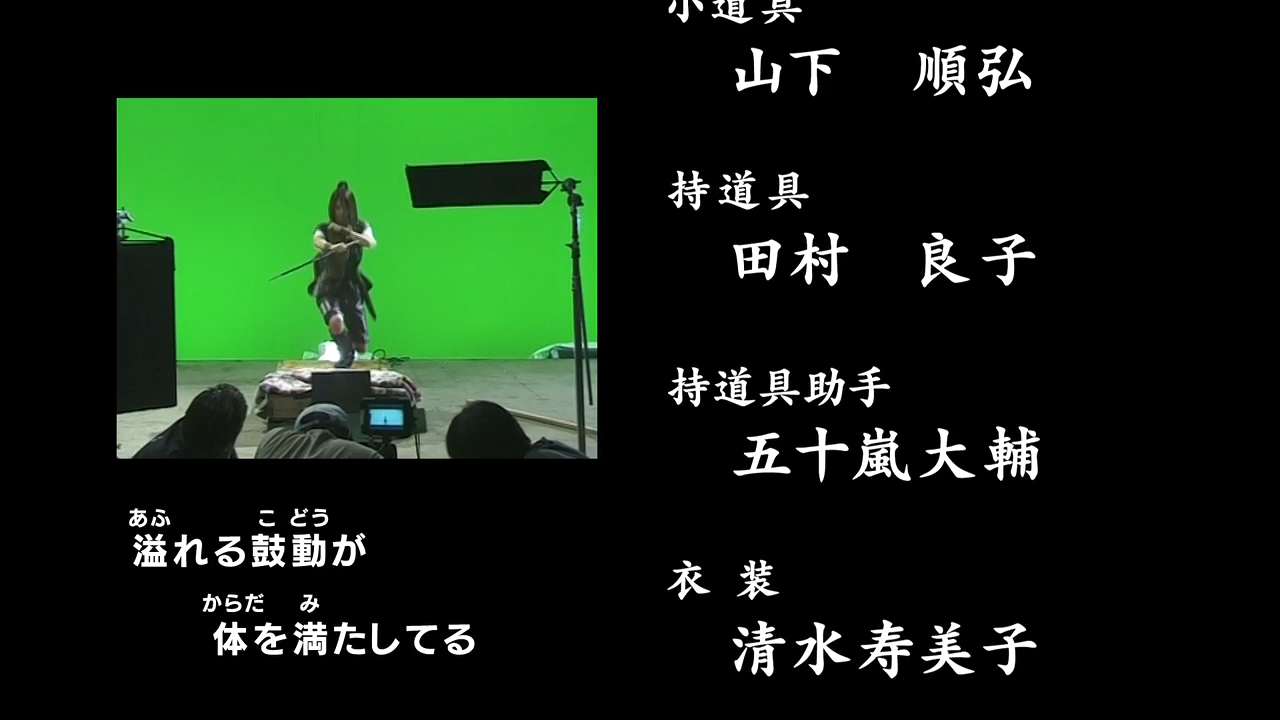 小道具
山下　順弘
持道具
田村　良子
持道具助手
五十嵐大輔
衣 装
清水寿美子
あふ　こ どう
溢れる鼓動が
からだ　み
体を満たしてる